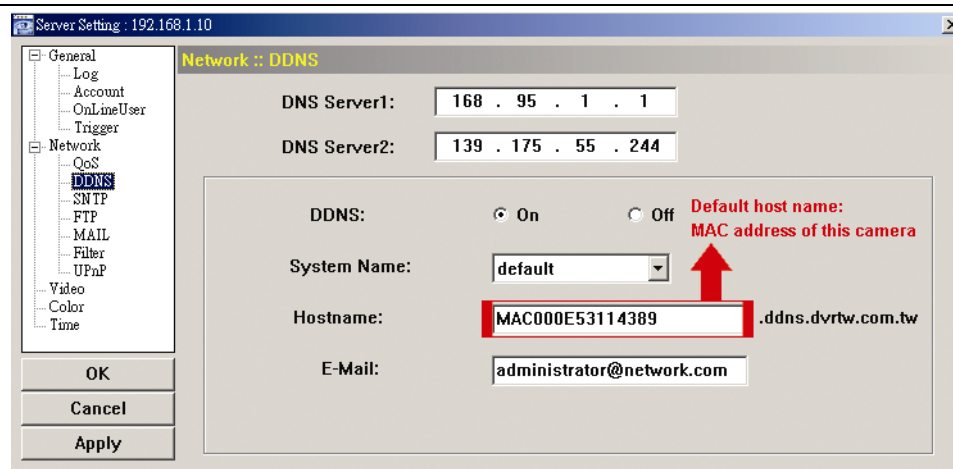 Server Setting : 192.168.1.10
General
Log
Account
OnLineUser
Trigger
Network
QoS
DDNS
SNTP
FTP
MAIL
Filter
UPnP
Video
Color
Time
OK
Cancel
Apply
Network :: DDNS
DNS Server1: 168 . 95 . 1 . 1
DNS Server2: 139 . 175 . 55 . 244
DDNS: On Off
Default host name:
MAC address of this camera
System Name: default
Hostname: MAC000E53114389 .ddns.dvrtw.com.tw
E-Mail: administrator@network.com